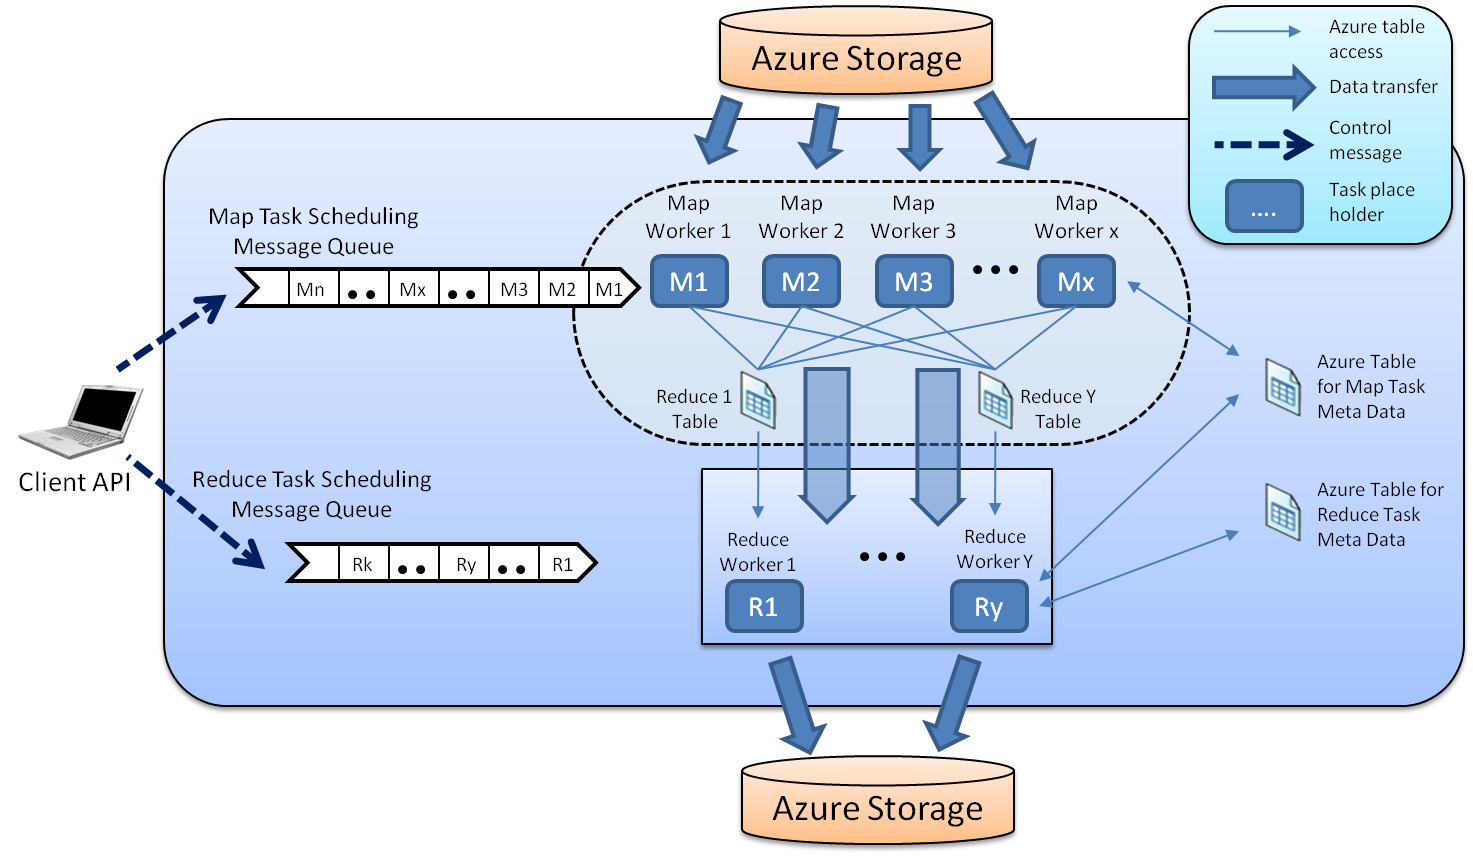 Azure Storage
Azure table
access
Data transfer
Control
message
....
Task place
holder
Map Task Scheduling
Message Queue
Mn
Mx
M3
M2
M1
Map
Worker 1
Map
Worker 2
Map
Worker 3
Map
Worker x
M1
M2
M3
Mx
Reduce 1
Table
Reduce Y
Table
Azure Table
for Map Task
Meta Data
Client API
Reduce Task Scheduling
Message Queue
Rk
Ry
R1
Reduce
Worker 1
Reduce
Worker Y
R1
Ry
Azure Table for
Reduce Task
Meta Data
Azure Storage